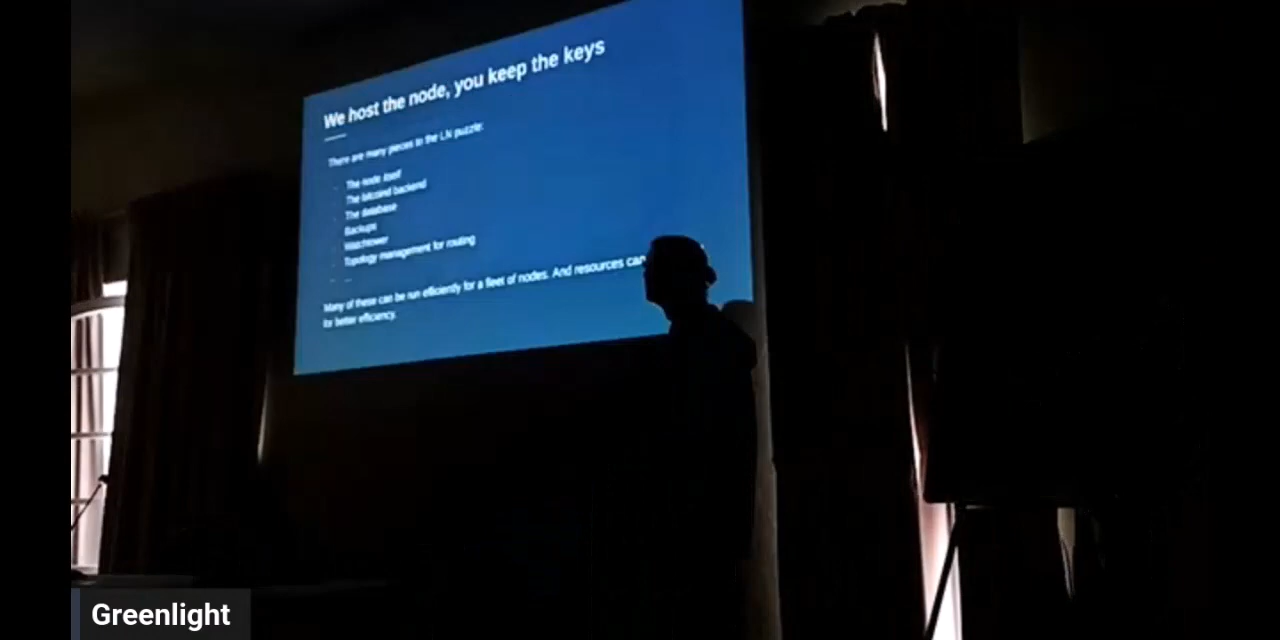 We host the node, you keep the keys
There are many pieces to the LN puzzle:
The node itself
The bitcoind backend
The database
Backups
Watchtower
Topology management for routing
...
Many of these can be run efficiently for a fleet of nodes. And resources can
for better efficiency.
Greenlight